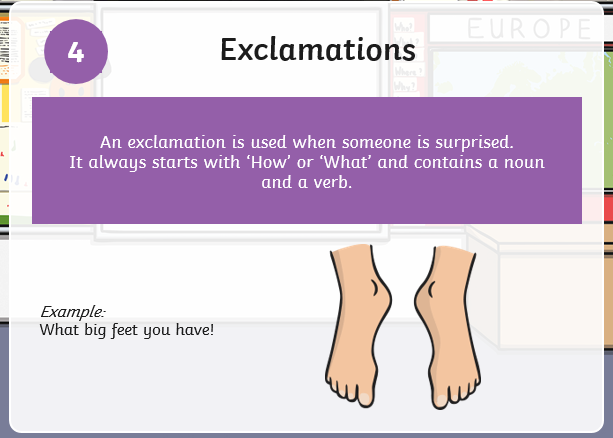 4
Exclamations
EUROPE
An exclamation is used when someone is surprised.
It always starts with ‘How’ or ‘What’ and contains a noun
and a verb.
Example:
What big feet you have!